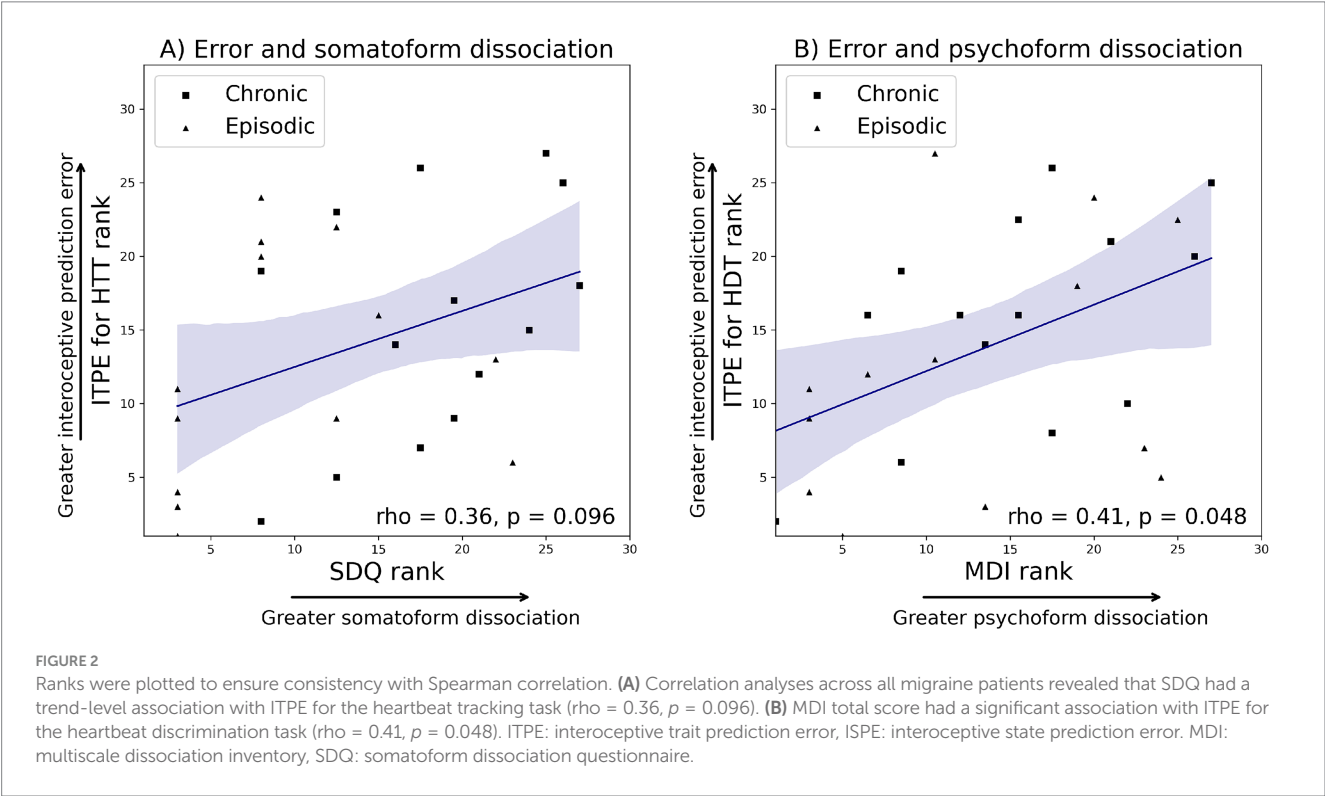 A) Error and somatoform dissociation
Chronic
Episodic
Greater interoceptive prediction error
ITPE for HTT rank
30
25
20
15
10
5
rho = 0.36, p = 0.096
5
10
15
20
25
30
SDQ rank
Greater somatoform dissociation
B) Error and psychoform dissociation
Chronic
Episodic
Greater interoceptive prediction error
ITPE for HDT rank
30
25
20
15
10
5
rho = 0.41, p = 0.048
5
10
15
20
25
30
MDI rank
Greater psychoform dissociation
FIGURE 2
Ranks were plotted to ensure consistency with Spearman correlation. (A) Correlation analyses across all migraine patients revealed that SDQ had a
trend-level association with ITPE for the heartbeat tracking task (rho = 0.36, p = 0.096). (B) MDI total score had a significant association with ITPE for
the heartbeat discrimination task (rho = 0.41, p = 0.048). ITPE: interoceptive trait prediction error, ISPE: interoceptive state prediction error. MDI:
multiscale dissociation inventory, SDQ: somatoform dissociation questionnaire.